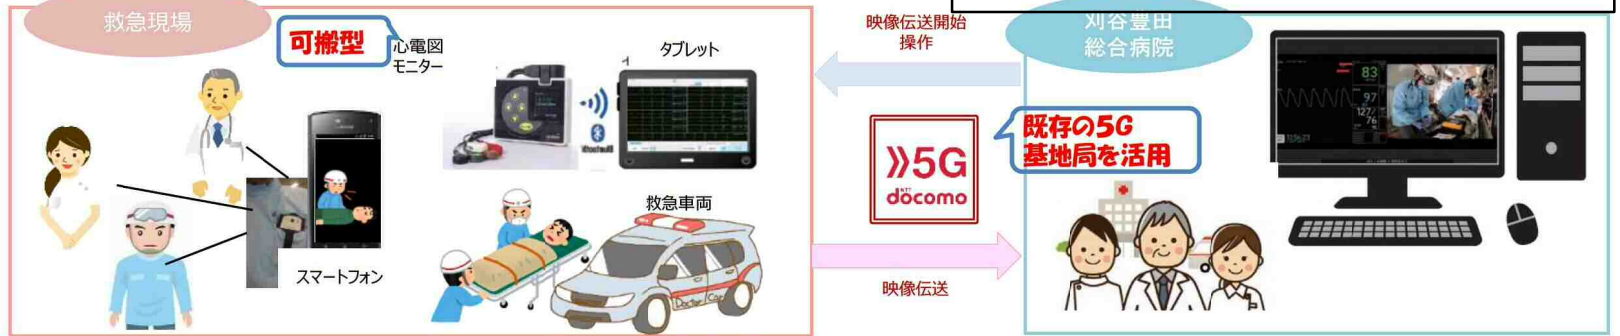 救急現場
可搬型
心電図
モニター
タブレット
救急車両
Doctor Car
スマートフォン
映像伝送開始
操作
5G
NTT
docomo
既存の5G
基地局を活用
映像伝送
刈谷豊田
総合病院
83
97
127/
76